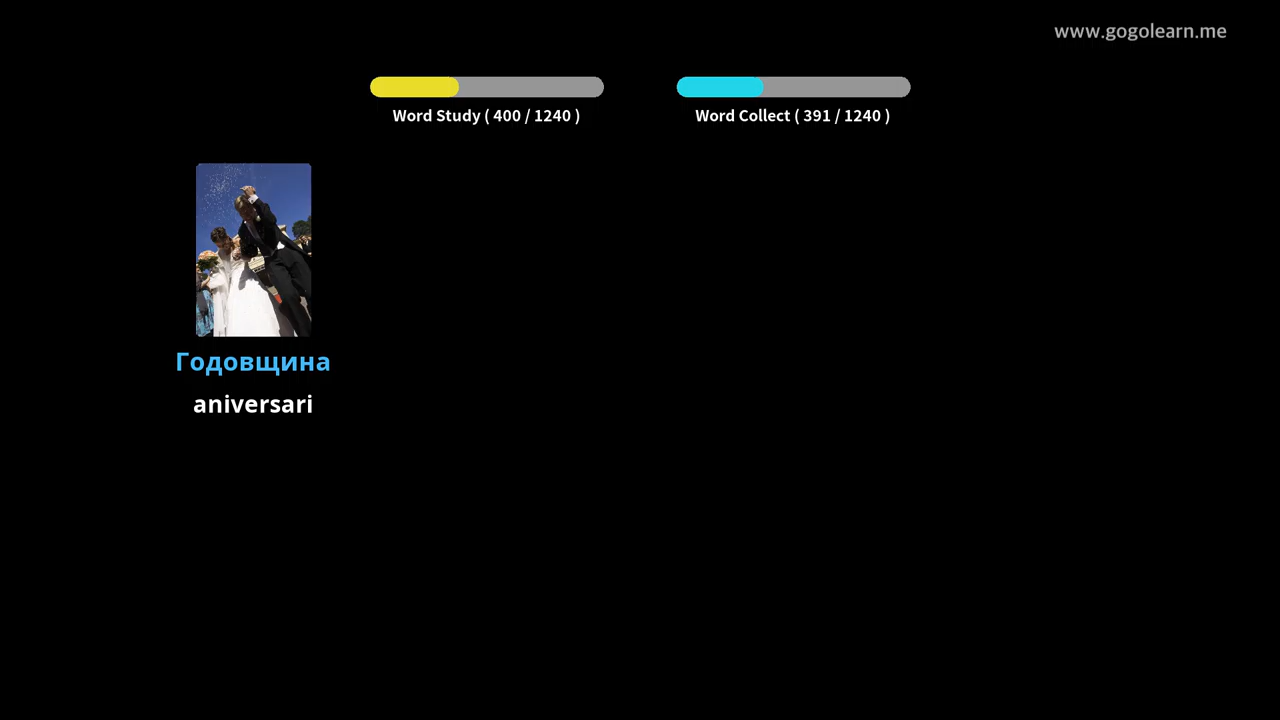 www.gogolearn.me
Word Study ( 400 / 1240 )
Word Collect ( 391 / 1240 )
Годовщина
aniversari